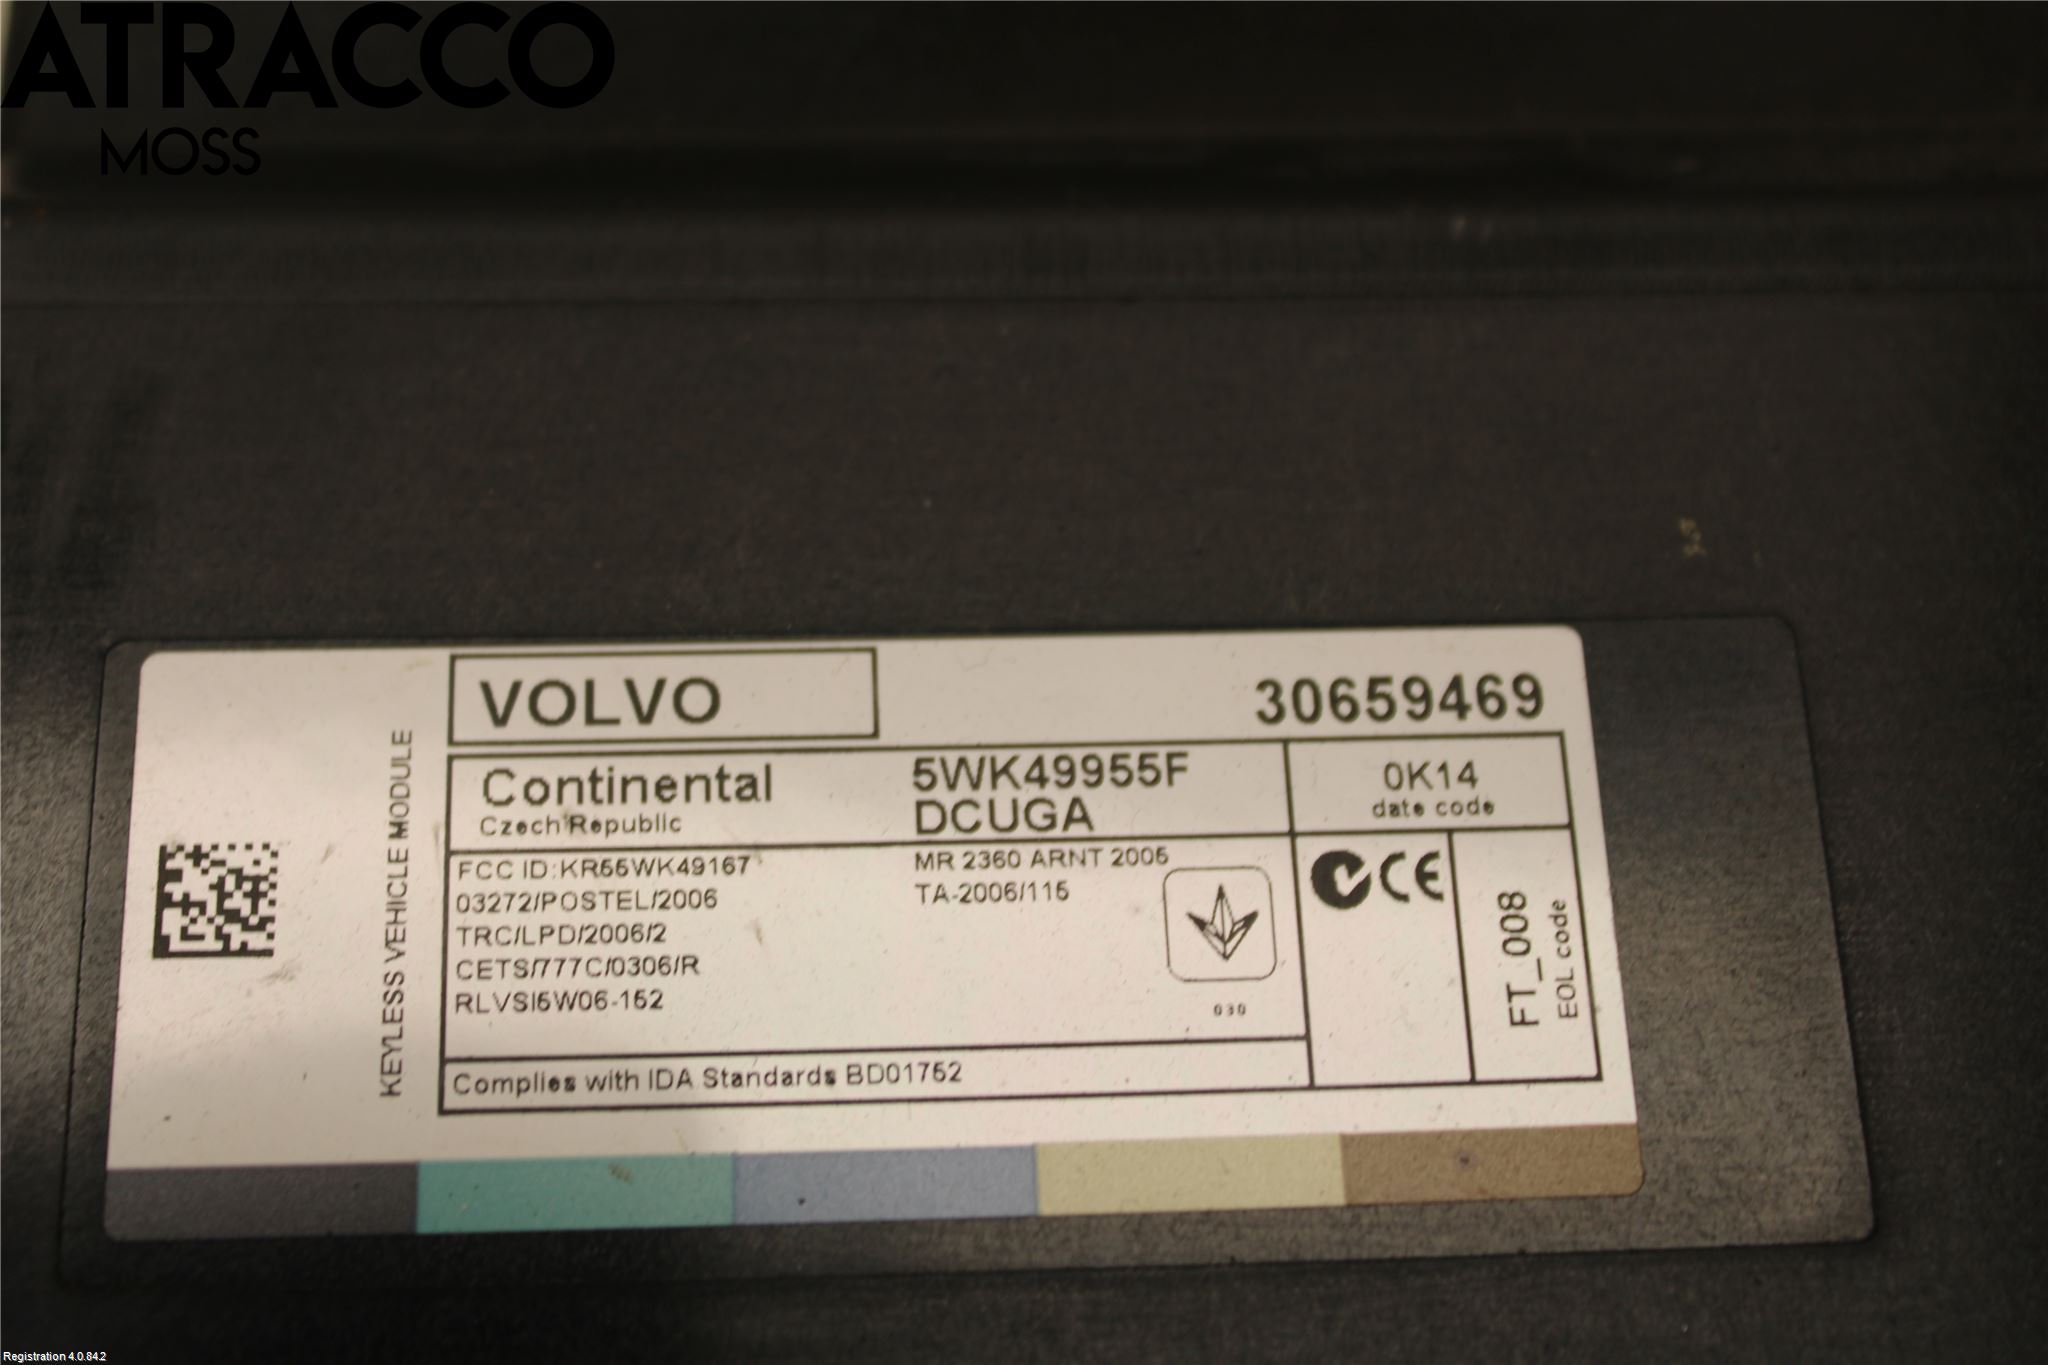 ATRACCO
MOSS
VOLVO
30659469
KEYLESS VEHICLE MODULE
Continental
Czech Republic
5WK49955F
DCUGA
0K14
date code
FCC ID:KR55WK49167
03272/POSTEL/2006
TRC/LPD/2006/2
CETS/777C/0306/R
RLVSI5W06-152
MR 2360 ARNT 2005
TA-2006/115
030
CE
FT_008
EOL code
Complies with IDA Standards BD01752
Registration 4.0.84.2